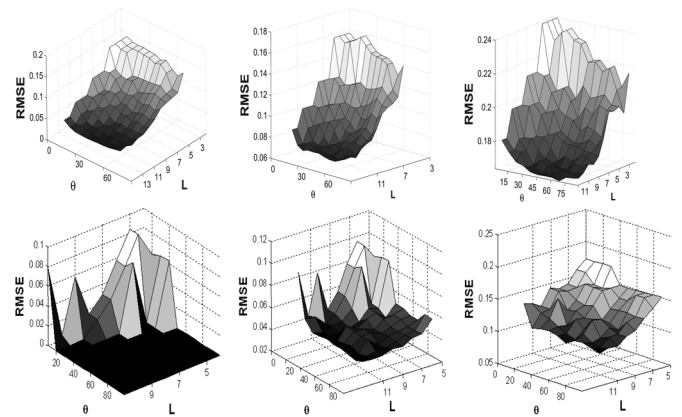 0.2
0.15
0.1
0.05
0
RMSE
0 30 60
θ
13 11 9 7 5 3
L
0.18
0.16
0.14
0.12
0.1
0.08
0.06
RMSE
0 30 60
θ
11 7 3
L
0.24
0.22
0.2
0.18
RMSE
15 30 45 60 75
θ
11 9 7 5 3
L
0.1
0.08
0.06
0.04
0.02
0
RMSE
20 40 60 80
θ
9 7 5
L
0.12
0.1
0.08
0.06
0.04
0.02
RMSE
0 20 40 60 80
θ
11 9 7 5
L
0.25
0.2
0.15
0.1
0.05
RMSE
0 20 40 60 80
θ
11 9 7 5
L